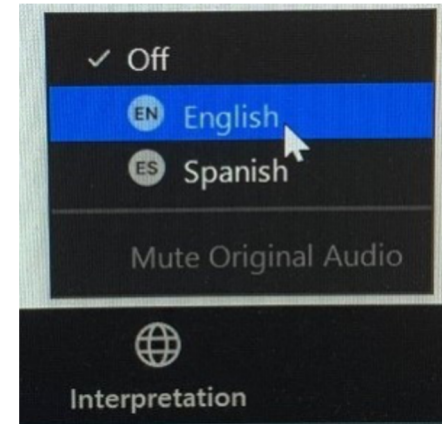 Off
EN English
ES Spanish
Mute Original Audio
Interpretation